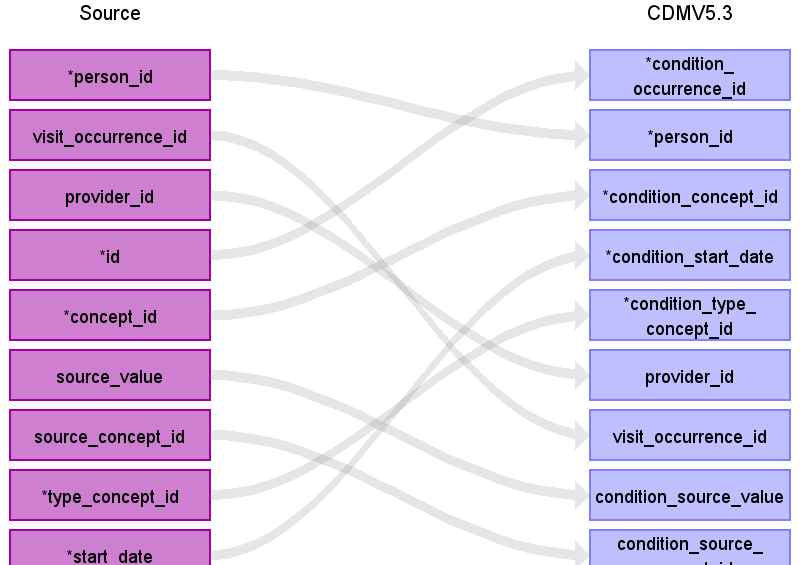 Source
CDMV5.3
*person_id
*condition_
occurrence_id
visit_occurrence_id
*person_id
provider_id
*condition_concept_id
*id
*condition_start_date
*concept_id
*condition_type_
concept_id
source_value
provider_id
source_concept_id
visit_occurrence_id
*type_concept_id
condition_source_value
*start_date
condition_source_